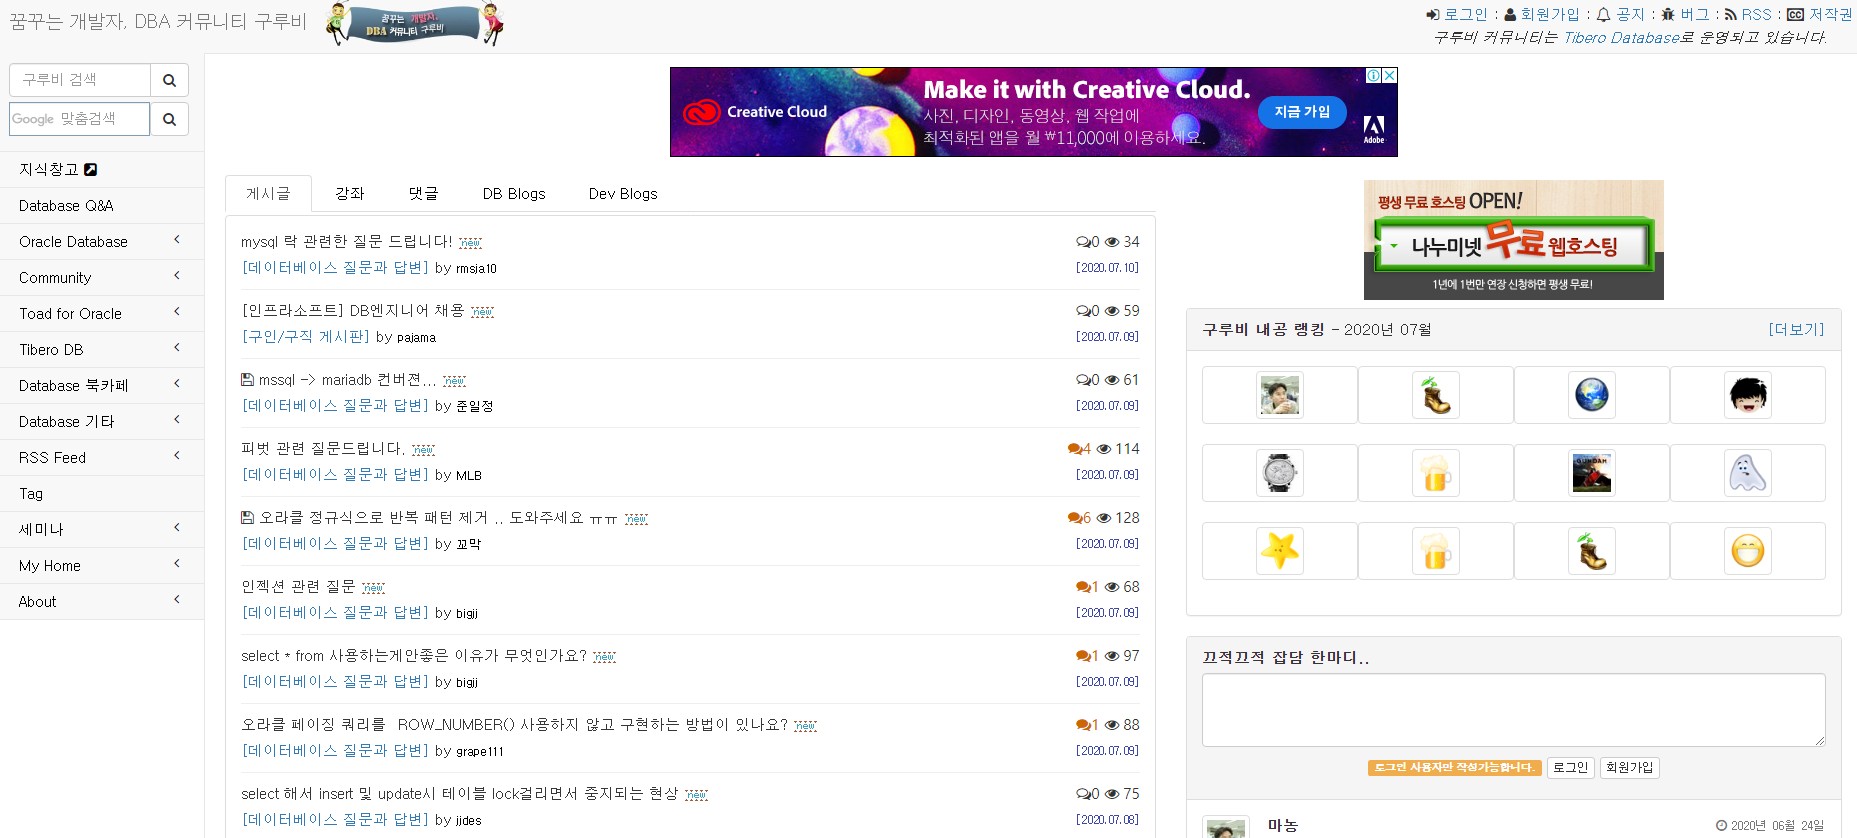 꿈꾸는 개발자, DBA 커뮤니티 구루비
꿈꾸는 개발자,
DBA 커뮤니티 구루비
로그인 : 회원가입 : 공지 : 버그 : RSS : 저작권
구루비 커뮤니티는 Tibero Database로 운영되고 있습니다.
구루비 검색
Google 맞춤검색
지식창고
Database Q&A
Oracle Database
Community
Toad for Oracle
Tibero DB
Database 북카페
Database 기타
RSS Feed
Tag
세미나
My Home
About
Creative Cloud
Make it with Creative Cloud.
사진, 디자인, 동영상, 웹 작업에
최적화된 앱을 월 ₩11,000에 이용하세요.
지금 가입
Adobe
게시글 강좌 댓글 DB Blogs Dev Blogs
mysql 락 관련한 질문 드립니다! new 0 34
[데이터베이스 질문과 답변] by rmsja10 [2020.07.10]
[인프라소프트] DB엔지니어 채용 new 0 59
[구인/구직 게시판] by pajama [2020.07.09]
mssql -> mariadb 컨버젼... new 0 61
[데이터베이스 질문과 답변] by 준일정 [2020.07.09]
피벗 관련 질문드립니다. new 4 114
[데이터베이스 질문과 답변] by MLB [2020.07.09]
오라클 정규식으로 반복 패턴 제거 .. 도와주세요 ㅠㅠ new 6 128
[데이터베이스 질문과 답변] by 꼬막 [2020.07.09]
인젝션 관련 질문 new 1 68
[데이터베이스 질문과 답변] by bigjj [2020.07.09]
select * from 사용하는게안좋은 이유가 무엇인가요? new 1 97
[데이터베이스 질문과 답변] by bigjj [2020.07.09]
오라클 페이징 쿼리를 ROW_NUMBER() 사용하지 않고 구현하는 방법이 있나요? new 1 88
[데이터베이스 질문과 답변] by grape111 [2020.07.09]
select 해서 insert 및 update시 테이블 lock걸리면서 중지되는 현상 new 0 75
[데이터베이스 질문과 답변] by jjdes [2020.07.08]
평생 무료 호스팅 OPEN!
나누미넷 무료 웹호스팅
1년에 1번만 연장 신청하면 평생 무료!
구루비 내공 랭킹 - 2020년 07월 [더보기]
GUNDAM
끄적끄적 잡담 한마디..
로그인 사용자만 작성가능합니다. 로그인 회원가입
마농 2020년 06월 24일